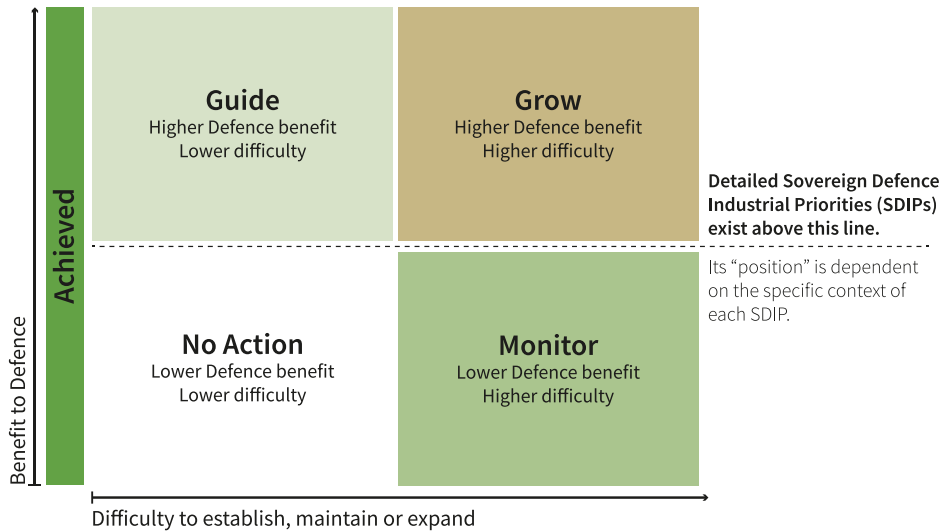 Guide
Higher Defence benefit
Lower difficulty
Grow
Higher Defence benefit
Higher difficulty
Detailed Sovereign Defence
Industrial Priorities (SDIPs)
exist above this line.
Its “position” is dependent
on the specific context of
each SDIP.
No Action
Lower Defence benefit
Lower difficulty
Monitor
Lower Defence benefit
Higher difficulty
Achieved
Benefit to Defence
Difficulty to establish, maintain or expand